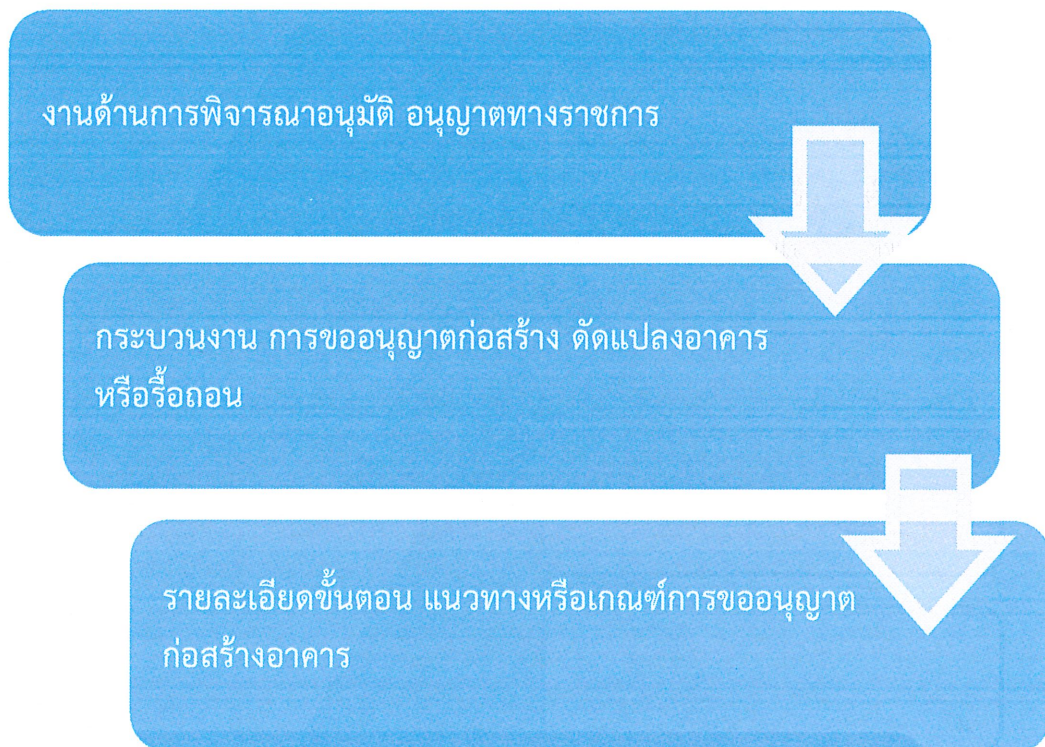 งานด้านการพิจารณาอนุมัติ อนุญาตทางราชการ
กระบวนงาน การขออนุญาตก่อสร้าง ดัดแปลงอาคาร
หรือรื้อถอน
รายละเอียดขั้นตอน แนวทางหรือเกณฑ์การขออนุญาต
ก่อสร้างอาคาร